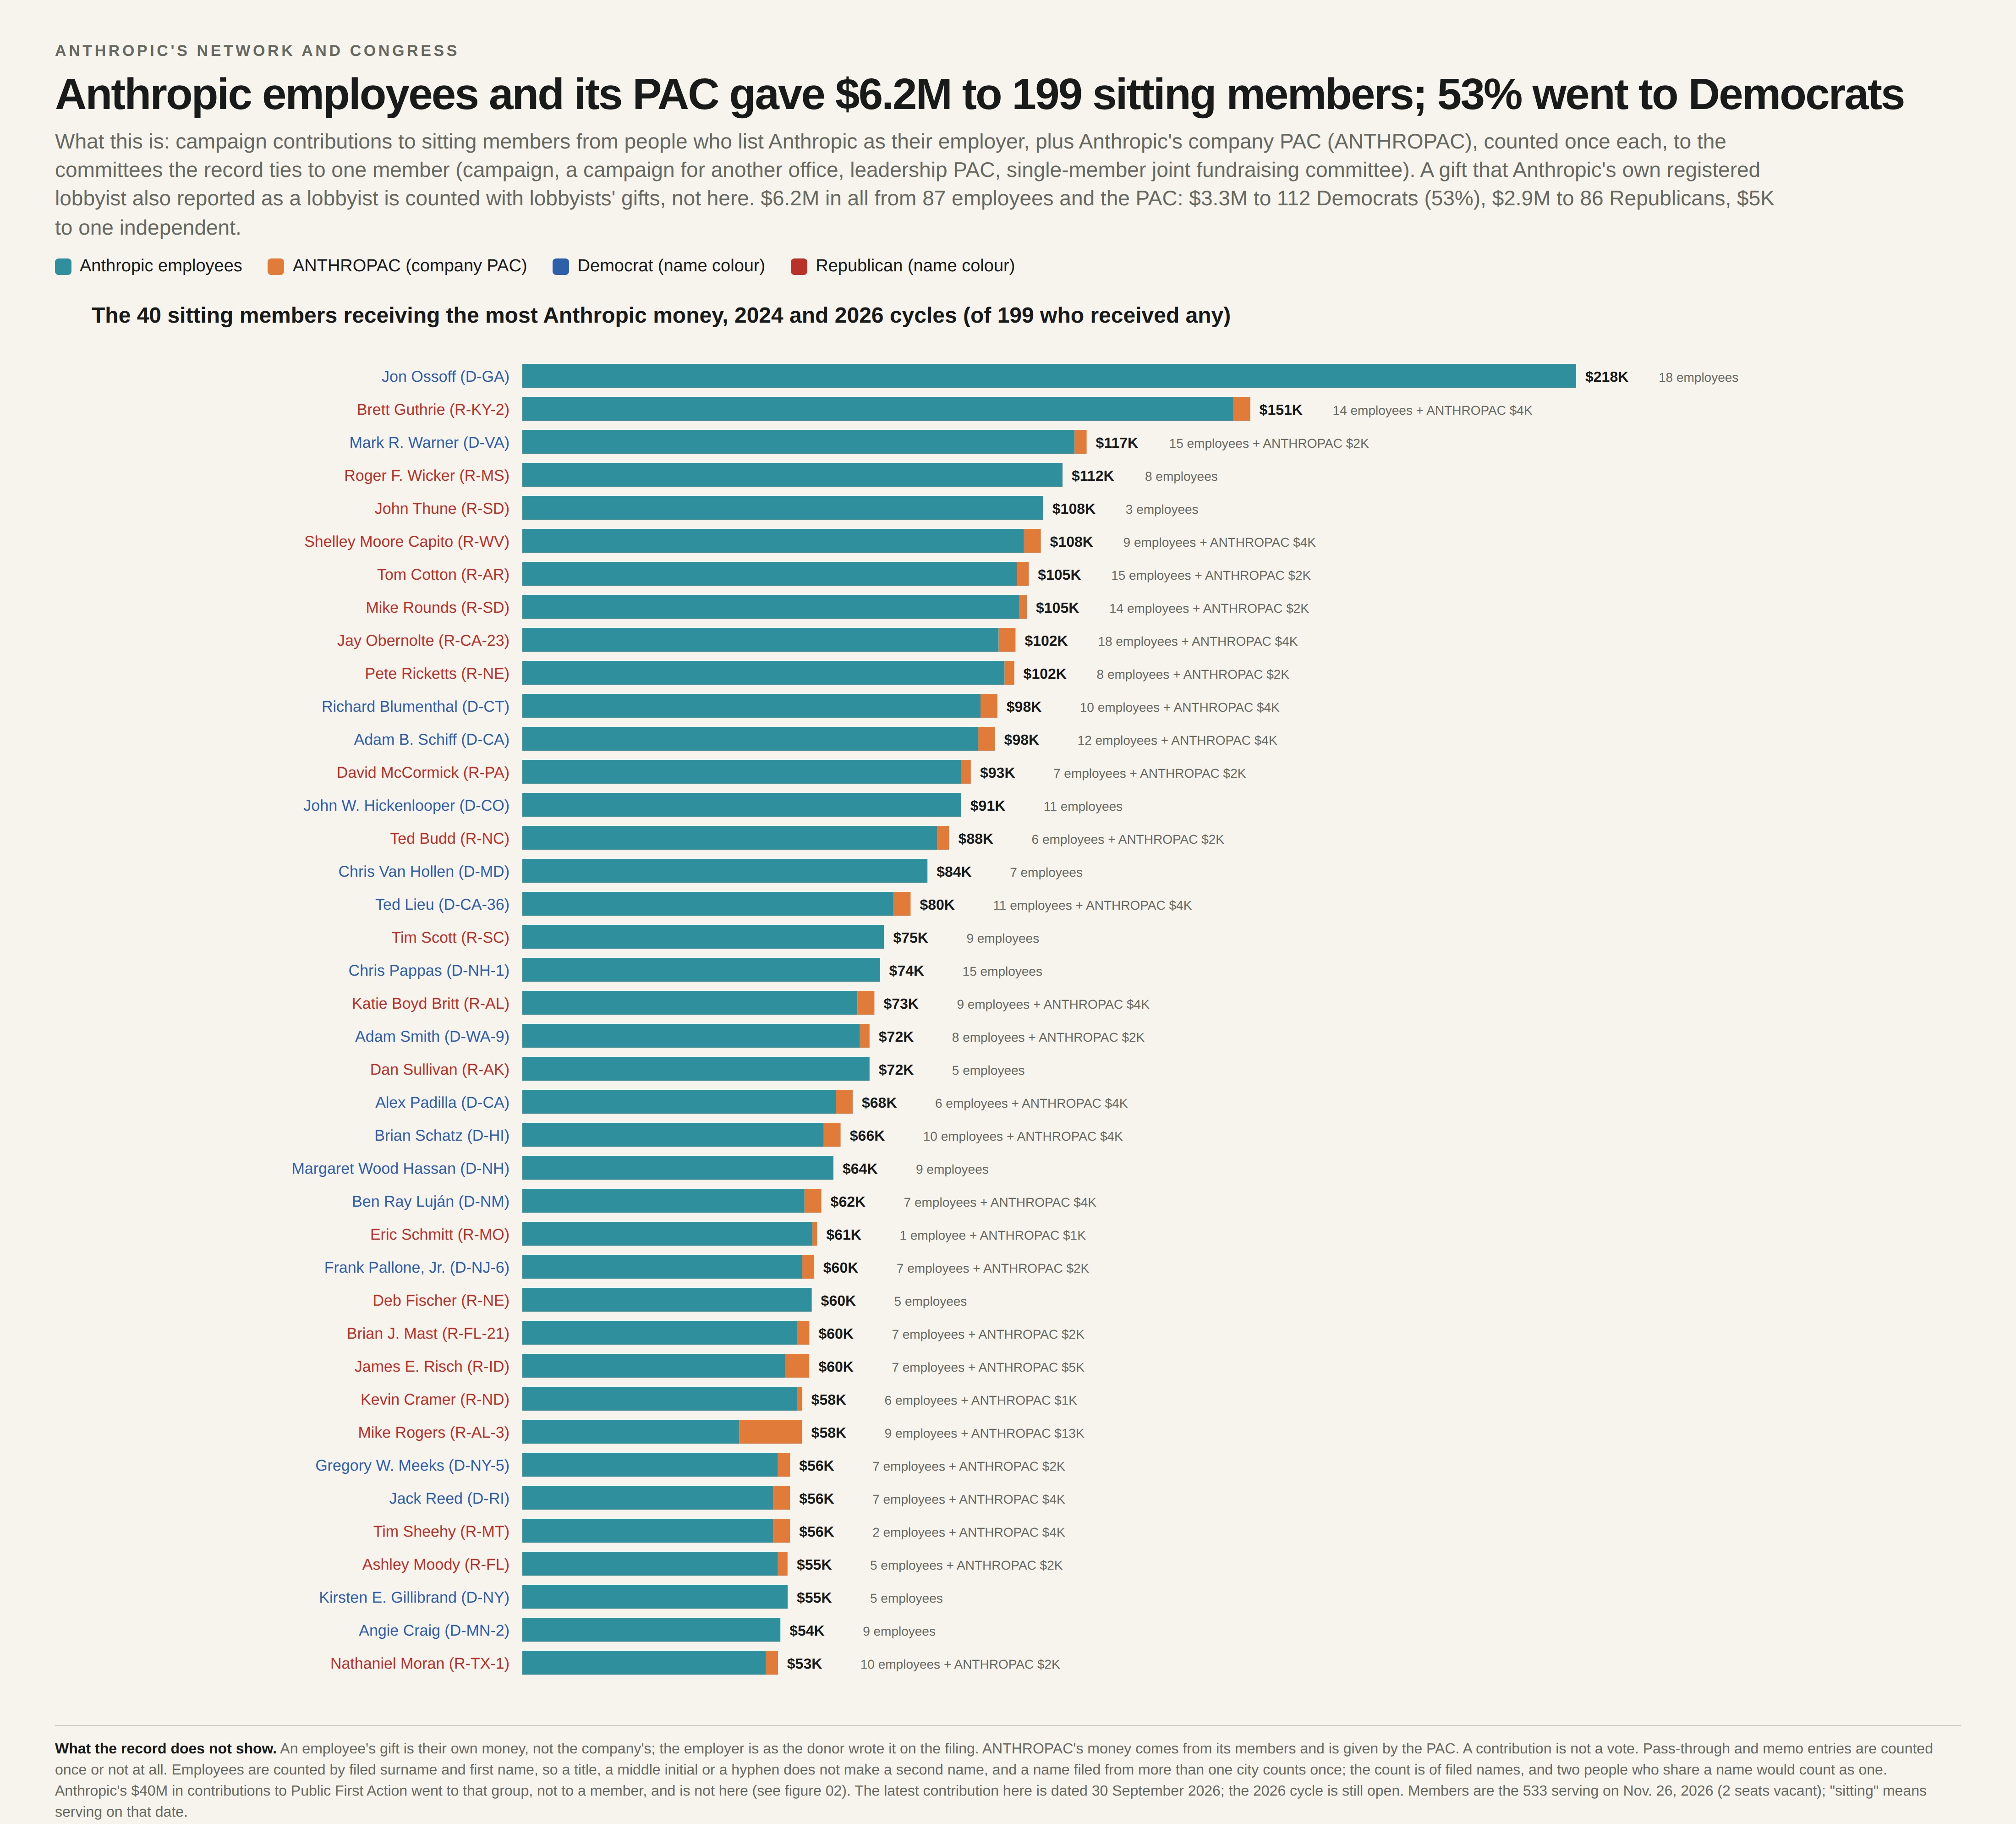 ANTHROPIC'S NETWORK AND CONGRESS
Anthropic employees and its PAC gave $6.2M to 199 sitting members; 53% went to Democrats
What this is: campaign contributions to sitting members from people who list Anthropic as their employer, plus Anthropic's company PAC (ANTHROPAC), counted once each, to the
committees the record ties to one member (campaign, a campaign for another office, leadership PAC, single-member joint fundraising committee). A gift that Anthropic's own registered
lobbyist also reported as a lobbyist is counted with lobbyists' gifts, not here. $6.2M in all from 87 employees and the PAC: $3.3M to 112 Democrats (53%), $2.9M to 86 Republicans, $5K
to one independent.
Anthropic employees ANTHROPAC (company PAC) Democrat (name colour) Republican (name colour)
The 40 sitting members receiving the most Anthropic money, 2024 and 2026 cycles (of 199 who received any)
Jon Ossoff (D-GA) $218K 18 employees
Brett Guthrie (R-KY-2) $151K 14 employees + ANTHROPAC $4K
Mark R. Warner (D-VA) $117K 15 employees + ANTHROPAC $2K
Roger F. Wicker (R-MS) $112K 8 employees
John Thune (R-SD) $108K 3 employees
Shelley Moore Capito (R-WV) $108K 9 employees + ANTHROPAC $4K
Tom Cotton (R-AR) $105K 15 employees + ANTHROPAC $2K
Mike Rounds (R-SD) $105K 14 employees + ANTHROPAC $2K
Jay Obernolte (R-CA-23) $102K 18 employees + ANTHROPAC $4K
Pete Ricketts (R-NE) $102K 8 employees + ANTHROPAC $2K
Richard Blumenthal (D-CT) $98K 10 employees + ANTHROPAC $4K
Adam B. Schiff (D-CA) $98K 12 employees + ANTHROPAC $4K
David McCormick (R-PA) $93K 7 employees + ANTHROPAC $2K
John W. Hickenlooper (D-CO) $91K 11 employees
Ted Budd (R-NC) $88K 6 employees + ANTHROPAC $2K
Chris Van Hollen (D-MD) $84K 7 employees
Ted Lieu (D-CA-36) $80K 11 employees + ANTHROPAC $4K
Tim Scott (R-SC) $75K 9 employees
Chris Pappas (D-NH-1) $74K 15 employees
Katie Boyd Britt (R-AL) $73K 9 employees + ANTHROPAC $4K
Adam Smith (D-WA-9) $72K 8 employees + ANTHROPAC $2K
Dan Sullivan (R-AK) $72K 5 employees
Alex Padilla (D-CA) $68K 6 employees + ANTHROPAC $4K
Brian Schatz (D-HI) $66K 10 employees + ANTHROPAC $4K
Margaret Wood Hassan (D-NH) $64K 9 employees
Ben Ray Luján (D-NM) $62K 7 employees + ANTHROPAC $4K
Eric Schmitt (R-MO) $61K 1 employee + ANTHROPAC $1K
Frank Pallone, Jr. (D-NJ-6) $60K 7 employees + ANTHROPAC $2K
Deb Fischer (R-NE) $60K 5 employees
Brian J. Mast (R-FL-21) $60K 7 employees + ANTHROPAC $2K
James E. Risch (R-ID) $60K 7 employees + ANTHROPAC $5K
Kevin Cramer (R-ND) $58K 6 employees + ANTHROPAC $1K
Mike Rogers (R-AL-3) $58K 9 employees + ANTHROPAC $13K
Gregory W. Meeks (D-NY-5) $56K 7 employees + ANTHROPAC $2K
Jack Reed (D-RI) $56K 7 employees + ANTHROPAC $4K
Tim Sheehy (R-MT) $56K 2 employees + ANTHROPAC $4K
Ashley Moody (R-FL) $55K 5 employees + ANTHROPAC $2K
Kirsten E. Gillibrand (D-NY) $55K 5 employees
Angie Craig (D-MN-2) $54K 9 employees
Nathaniel Moran (R-TX-1) $53K 10 employees + ANTHROPAC $2K
What the record does not show. An employee's gift is their own money, not the company's; the employer is as the donor wrote it on the filing. ANTHROPAC's money comes from its members and is given by the PAC. A contribution is not a vote. Pass-through and memo entries are counted
once or not at all. Employees are counted by filed surname and first name, so a title, a middle initial or a hyphen does not make a second name, and a name filed from more than one city counts once; the count is of filed names, and two people who share a name would count as one.
Anthropic's $40M in contributions to Public First Action went to that group, not to a member, and is not here (see figure 02). The latest contribution here is dated 30 September 2026; the 2026 cycle is still open. Members are the 533 serving on Nov. 26, 2026 (2 seats vacant); "sitting" means
serving on that date.